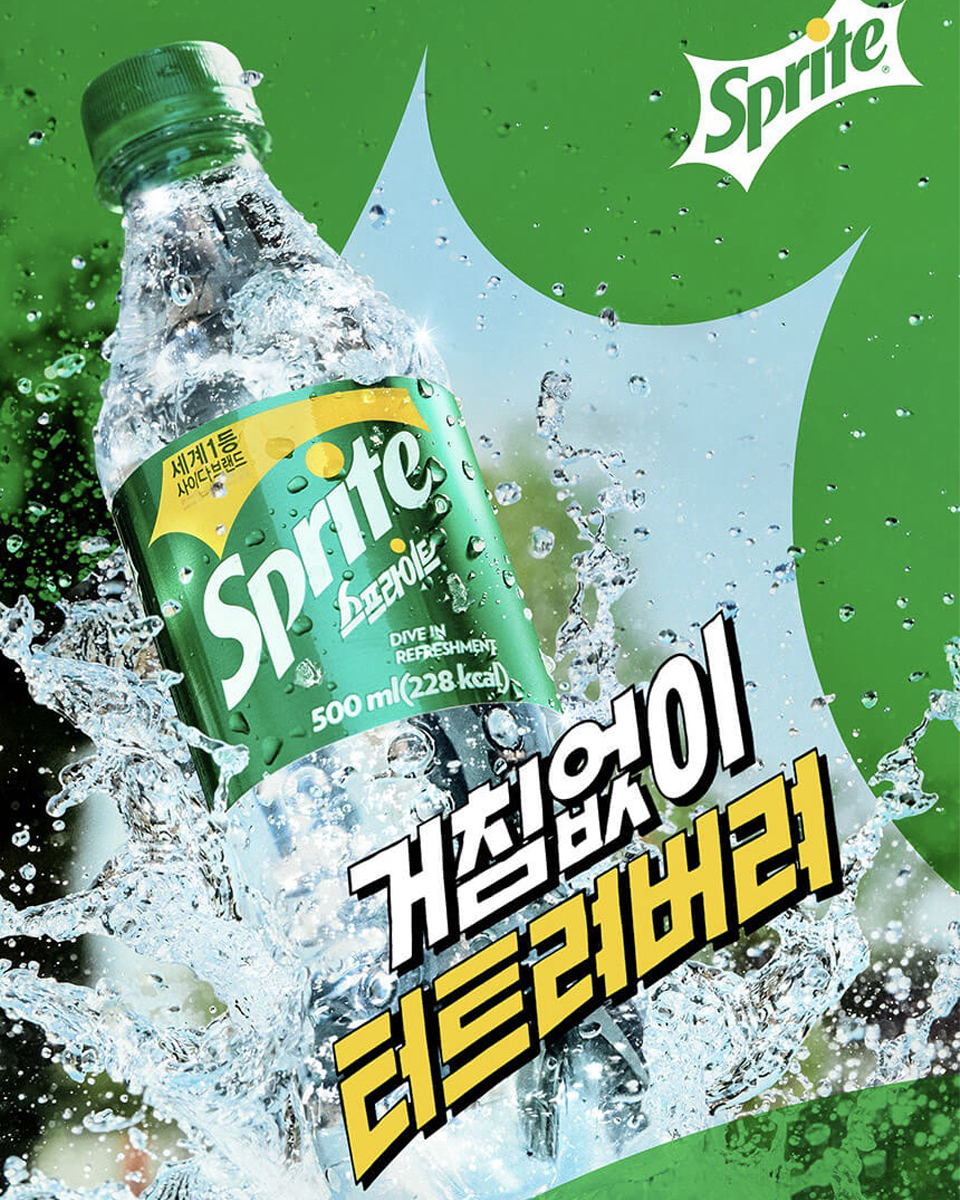 Sprite
세계1등
사이다브랜드
Sprite
스프라이트
DIVE IN
REFRESHMENT
500 ml(228 kcal)
거침없이
터트려버려